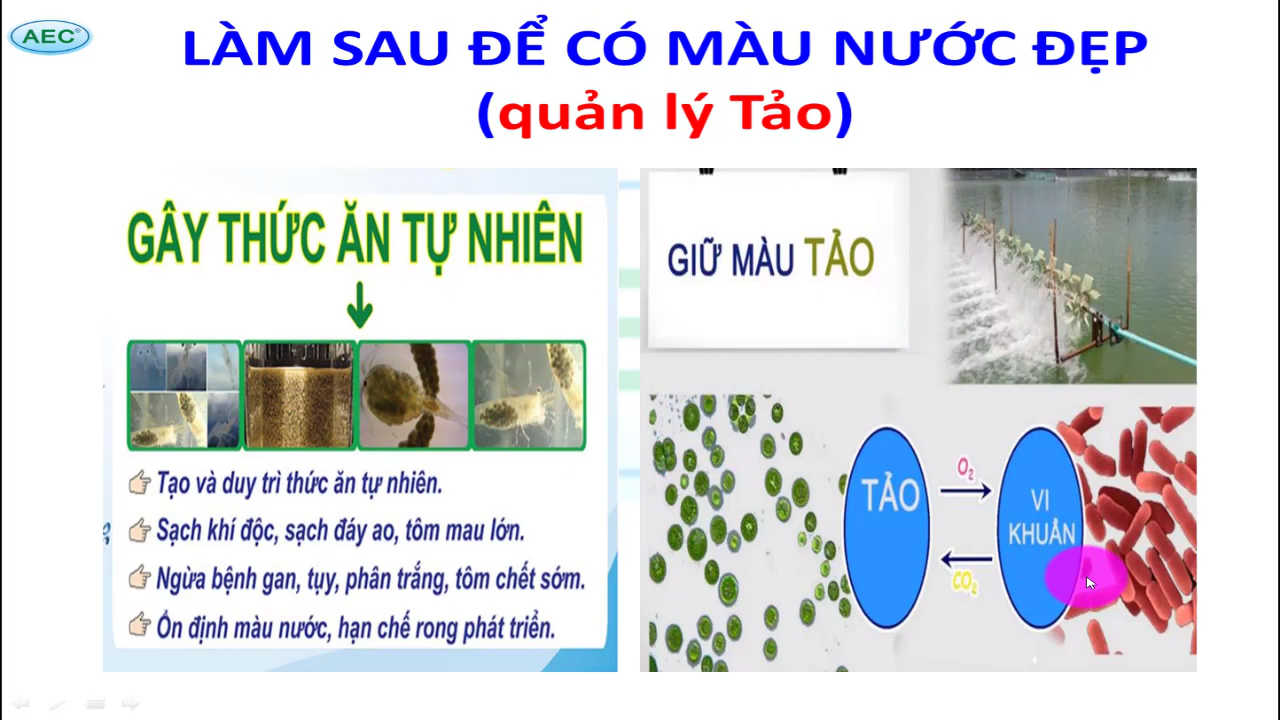 AEC®
LÀM SAU ĐỂ CÓ MÀU NƯỚC ĐẸP
(quản lý Tảo)
GÂY THỨC ĂN TỰ NHIÊN
Tạo và duy trì thức ăn tự nhiên.
Sạch khí độc, sạch đáy ao, tôm mau lớn.
Ngừa bệnh gan, tụy, phân trắng, tôm chết sớm.
Ổn định màu nước, hạn chế rong phát triển.
GIỮ MÀU TẢO
TẢO
O2
CO2
VI
KHUẨN